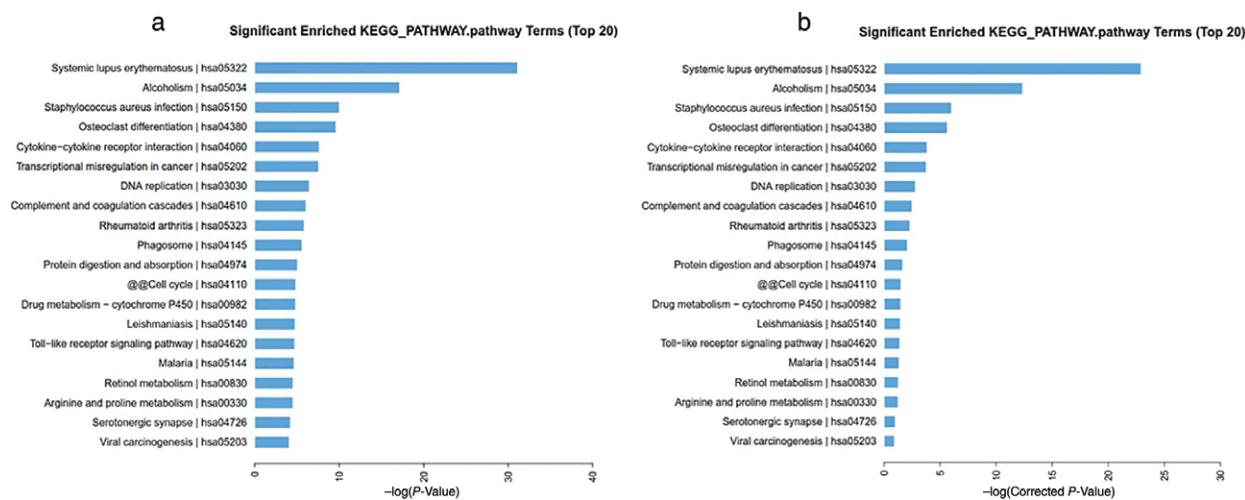 a
Significant Enriched KEGG_PATHWAY.pathway Terms (Top 20)
Systemic lupus erythematosus | hsa05322
Alcoholism | hsa05034
Staphylococcus aureus infection | hsa05150
Osteoclast differentiation | hsa04380
Cytokine−cytokine receptor interaction | hsa04060
Transcriptional misregulation in cancer | hsa05202
DNA replication | hsa03030
Complement and coagulation cascades | hsa04610
Rheumatoid arthritis | hsa05323
Phagosome | hsa04145
Protein digestion and absorption | hsa04974
@@Cell cycle | hsa04110
Drug metabolism − cytochrome P450 | hsa00982
Leishmaniasis | hsa05140
Toll−like receptor signaling pathway | hsa04620
Malaria | hsa05144
Retinol metabolism | hsa00830
Arginine and proline metabolism | hsa00330
Serotonergic synapse | hsa04726
Viral carcinogenesis | hsa05203
0 10 20 30 40
–log(P-Value)
b
Significant Enriched KEGG_PATHWAY.pathway Terms (Top 20)
Systemic lupus erythematosus | hsa05322
Alcoholism | hsa05034
Staphylococcus aureus infection | hsa05150
Osteoclast differentiation | hsa04380
Cytokine−cytokine receptor interaction | hsa04060
Transcriptional misregulation in cancer | hsa05202
DNA replication | hsa03030
Complement and coagulation cascades | hsa04610
Rheumatoid arthritis | hsa05323
Phagosome | hsa04145
Protein digestion and absorption | hsa04974
@@Cell cycle | hsa04110
Drug metabolism − cytochrome P450 | hsa00982
Leishmaniasis | hsa05140
Toll−like receptor signaling pathway | hsa04620
Malaria | hsa05144
Retinol metabolism | hsa00830
Arginine and proline metabolism | hsa00330
Serotonergic synapse | hsa04726
Viral carcinogenesis | hsa05203
0 5 10 15 20 25 30
–log(Corrected P-Value)